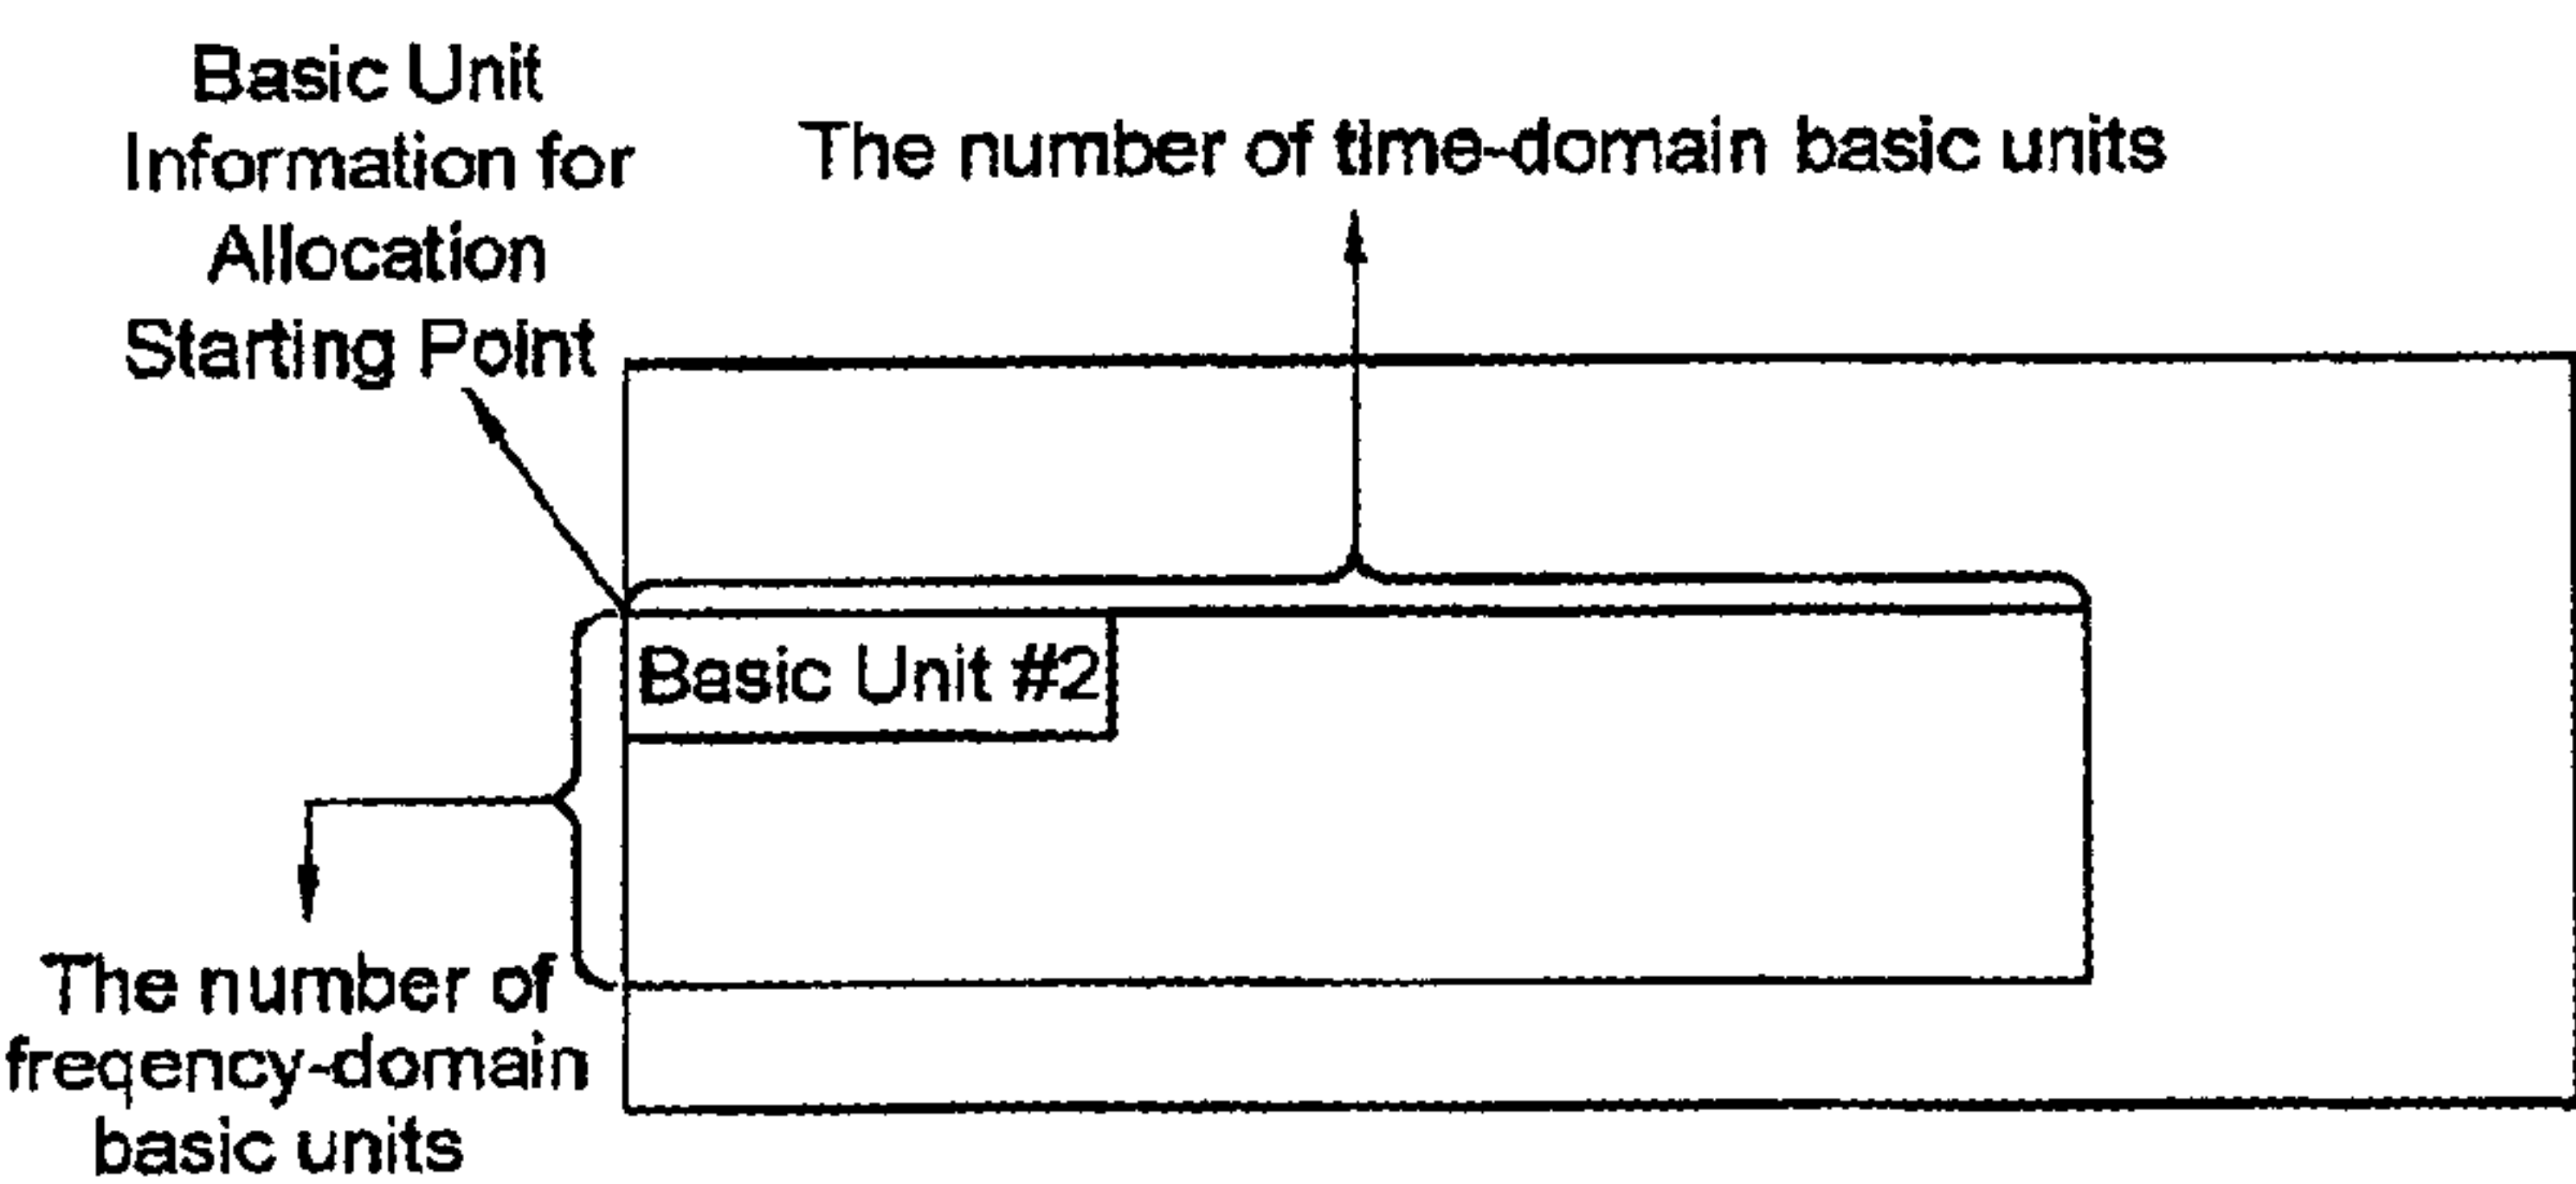 Basic Unit
Information for
Allocation
Starting Point
The number of time-domain basic units
Basic Unit #2
The number of
freqency-domain
basic units